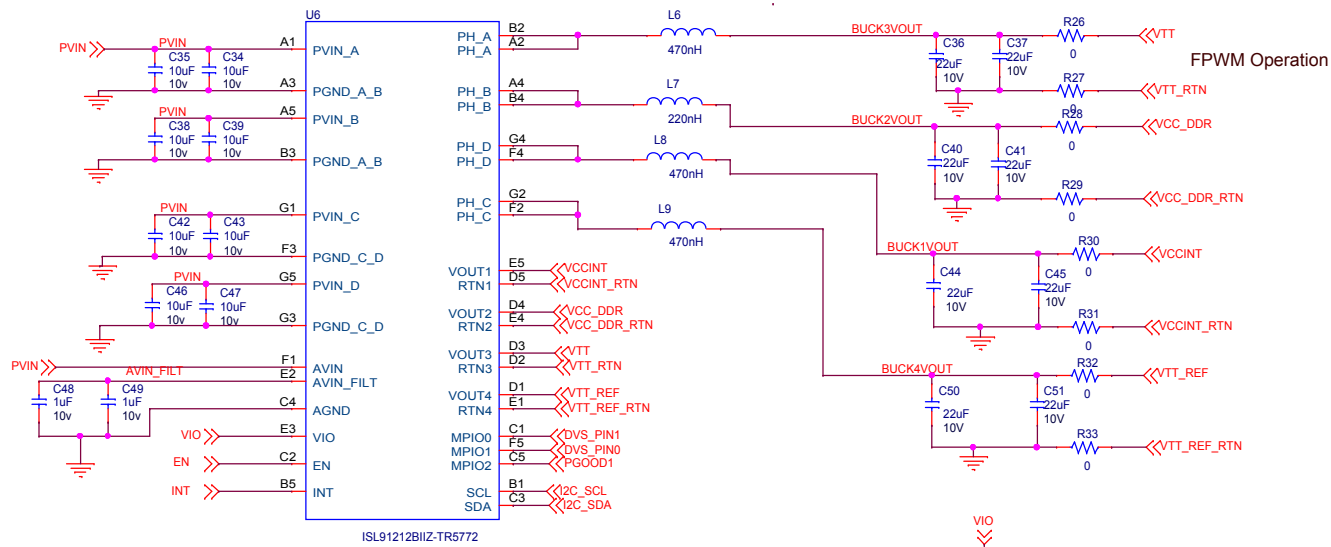 U6
PVIN
PVIN
A1
PVIN_A
C35
10uF
10v
C34
10uF
10v
A3
PGND_A_B
PVIN
A5
PVIN_B
C38
10uF
10v
C39
10uF
10v
B3
PGND_A_B
PVIN
G1
PVIN_C
C42
10uF
10v
C43
10uF
10v
F3
PGND_C_D
PVIN
G5
PVIN_D
C46
10uF
10v
C47
10uF
10v
G3
PGND_C_D
PVIN
F1
AVIN
AVIN_FILT
E2
AVIN_FILT
C48
1uF
10v
C49
1uF
10v
C4
AGND
VIO
E3
VIO
EN
C2
EN
INT
B5
INT
PH_A
B2
PH_A
A2
L6
470nH
PH_B
A4
PH_B
B4
L7
220nH
PH_D
G4
PH_D
F4
L8
470nH
PH_C
G2
PH_C
F2
L9
470nH
VOUT1
E5
VCCINT
RTN1
D5
VCCINT_RTN
VOUT2
D4
VCC_DDR
RTN2
E4
VCC_DDR_RTN
VOUT3
D3
VTT
RTN3
D2
VTT_RTN
VOUT4
D1
VTT_REF
RTN4
E1
VTT_REF_RTN
MPIO0
C1
DVS_PIN1
MPIO1
F5
DVS_PIN0
MPIO2
C5
PGOOD1
SCL
B1
I2C_SCL
SDA
C3
I2C_SDA
ISL91212BIIZ-TR5772
BUCK3VOUT
C36
22uF
10V
C37
22uF
10V
R26
0
VTT
FPWM Operation
R27
0
VTT_RTN
BUCK2VOUT
C40
22uF
10V
C41
22uF
10V
R28
0
VCC_DDR
R29
0
VCC_DDR_RTN
BUCK1VOUT
C44
22uF
10V
C45
22uF
10V
R30
0
VCCINT
R31
0
VCCINT_RTN
BUCK4VOUT
C50
22uF
10V
C51
22uF
10V
R32
0
VTT_REF
R33
0
VTT_REF_RTN
VIO